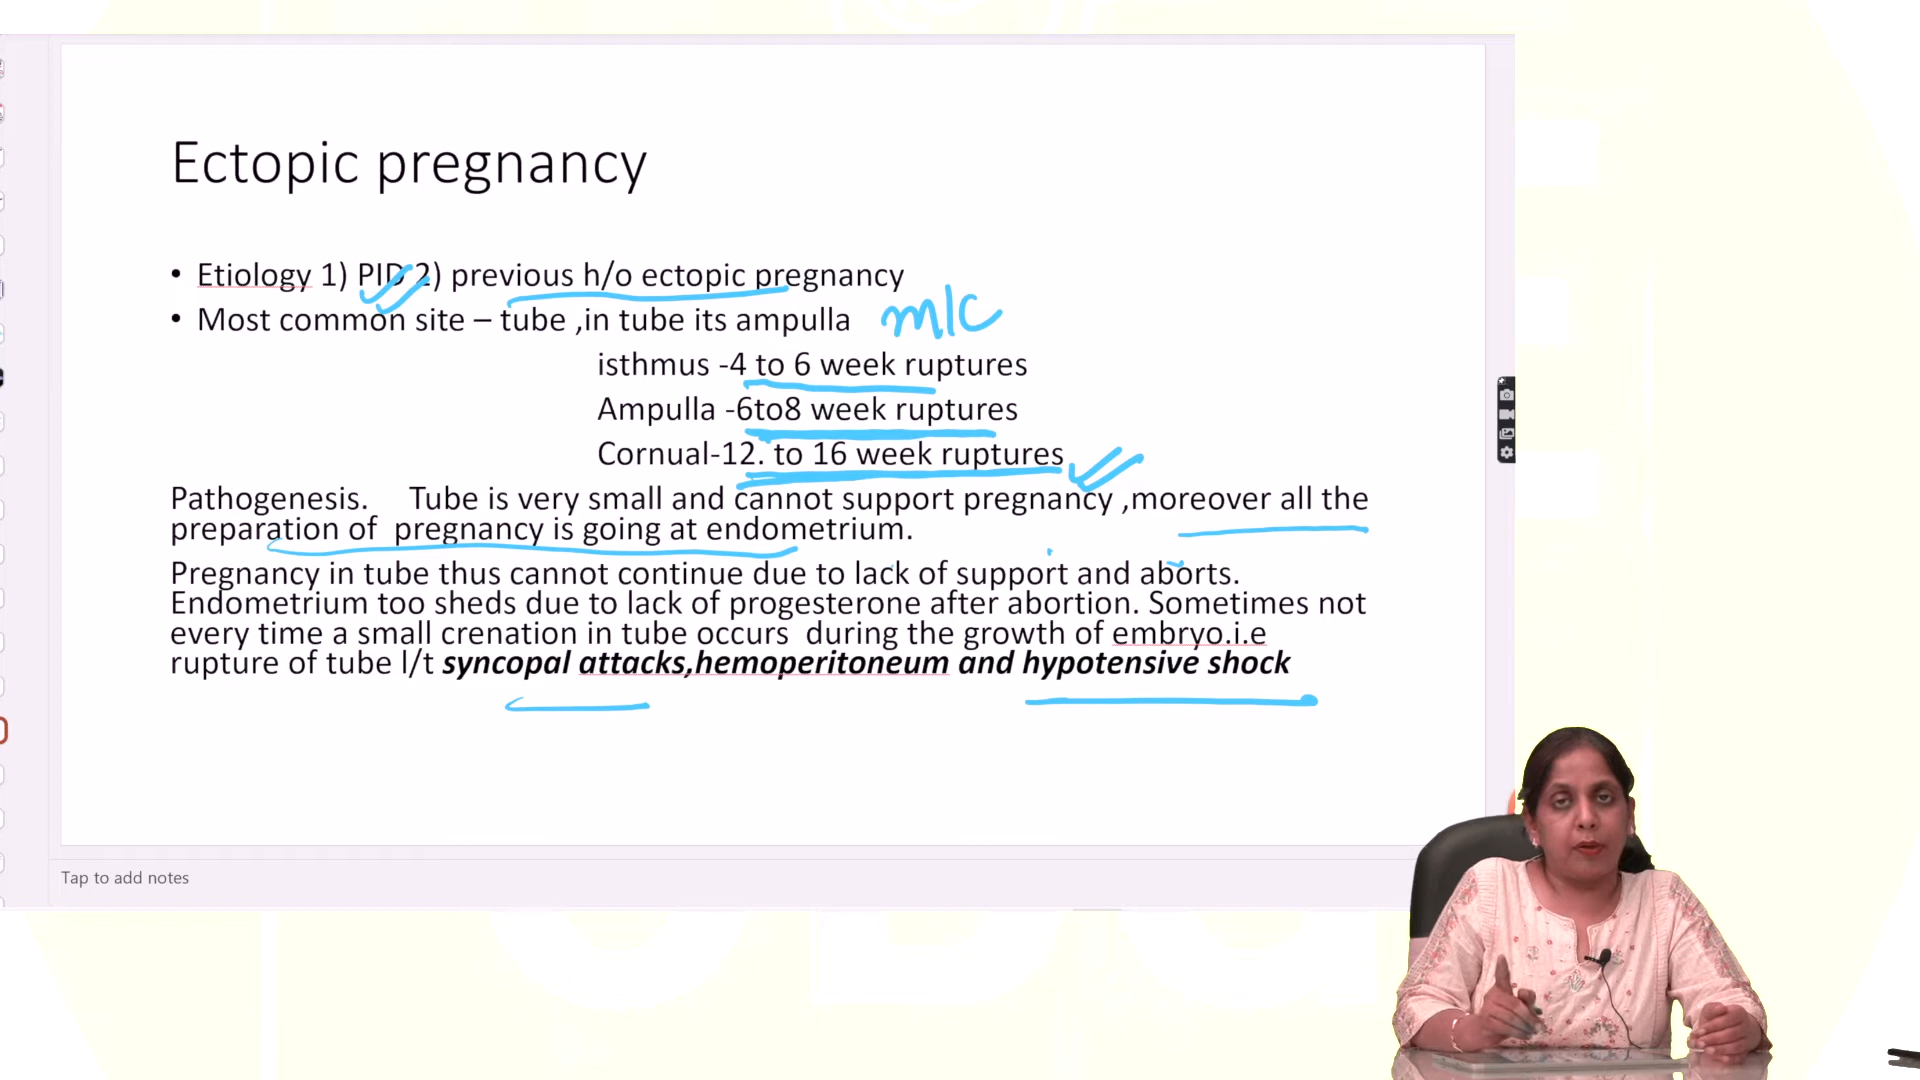 Ectopic pregnancy
• Etiology 1) PID 2) previous h/o ectopic pregnancy
• Most common site – tube ,in tube its ampulla m/c
isthmus -4 to 6 week ruptures
Ampulla -6to8 week ruptures
Cornual-12. to 16 week ruptures
Pathogenesis. Tube is very small and cannot support pregnancy ,moreover all the
preparation of pregnancy is going at endometrium.
Pregnancy in tube thus cannot continue due to lack of support and aborts.
Endometrium too sheds due to lack of progesterone after abortion. Sometimes not
every time a small crenation in tube occurs during the growth of embryo.i.e
rupture of tube l/t syncopal attacks,hemoperitoneum and hypotensive shock
Tap to add notes